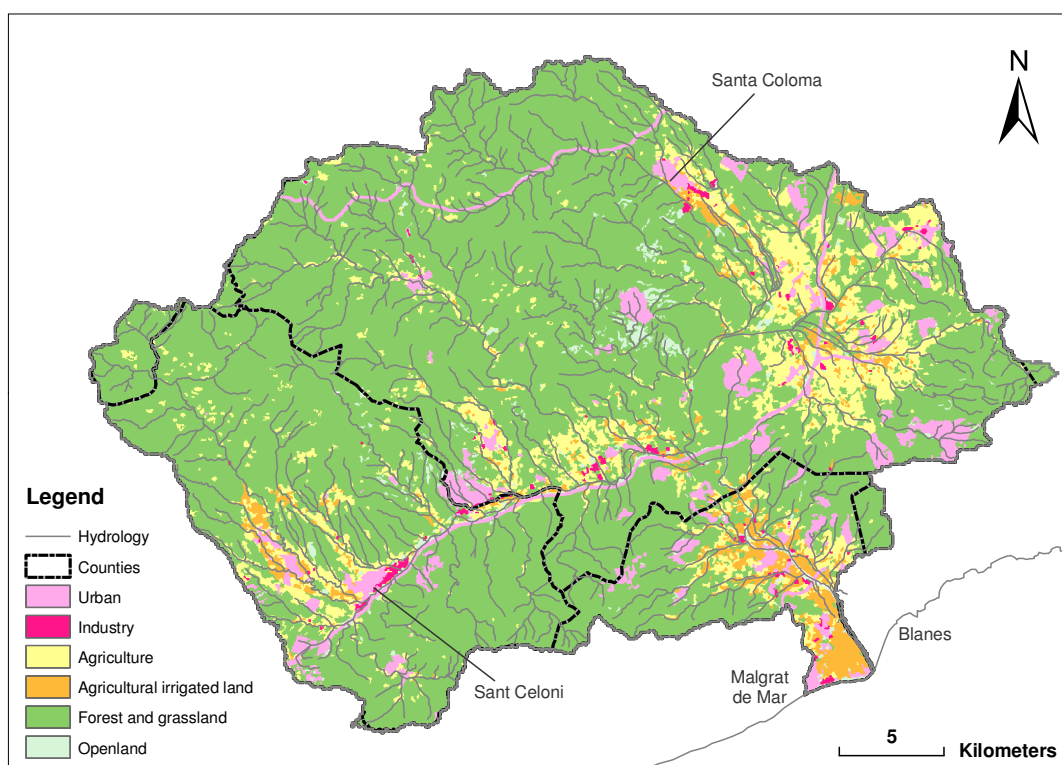 Santa Coloma
N
Legend
Hydrology
Counties
Urban
Industry
Agriculture
Agricultural irrigated land
Forest and grassland
Openland
Sant Celoni
Malgrat
de Mar
Blanes
5
Kilometers